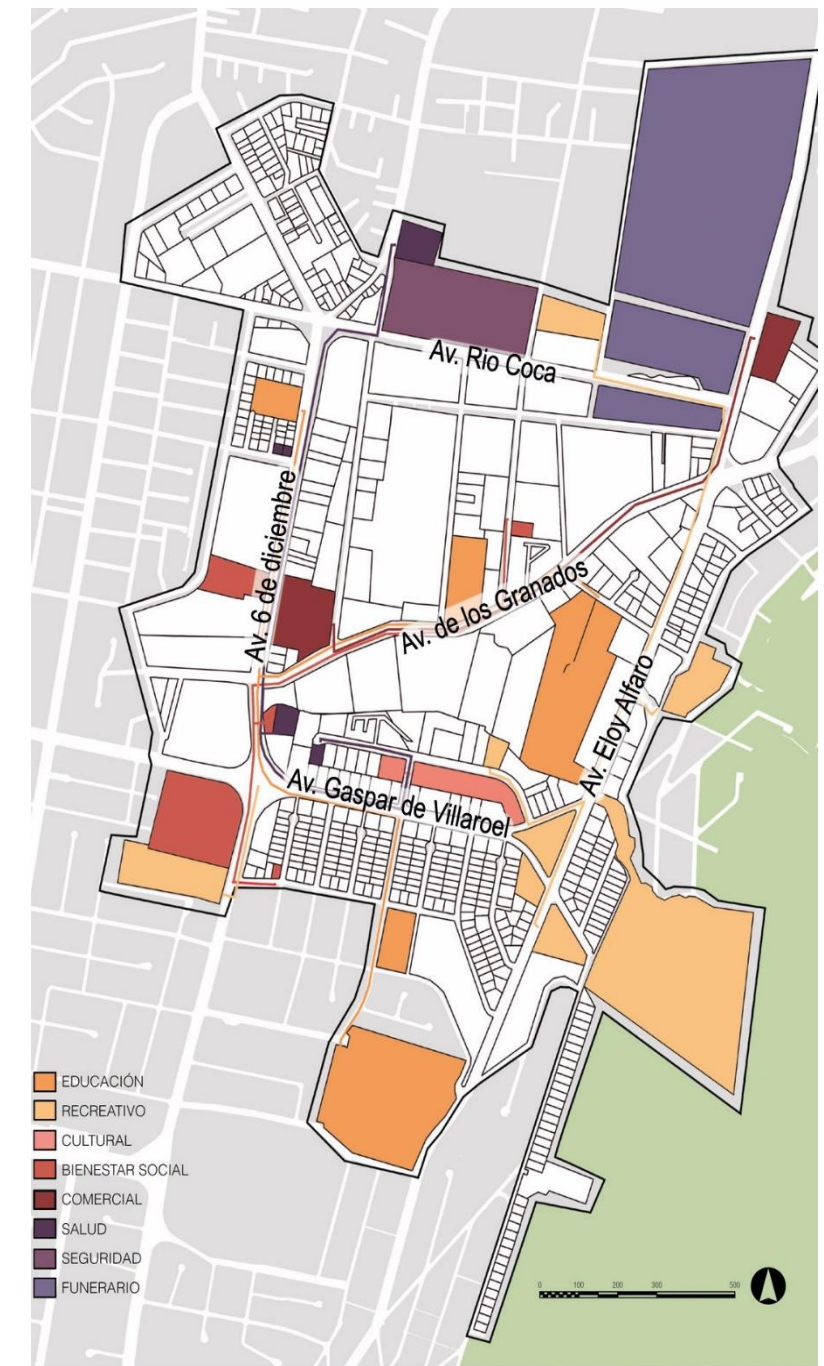 Av. Rio Coca
Av. 6 de diciembre
Av. de los Granados
Av. Eloy Alfaro
Av. Gaspar de Villaroel
EDUCACIÓN
RECREATIVO
CULTURAL
BIENESTAR SOCIAL
COMERCIAL
SALUD
SEGURIDAD
FUNERARIO
0 100 200 300 500